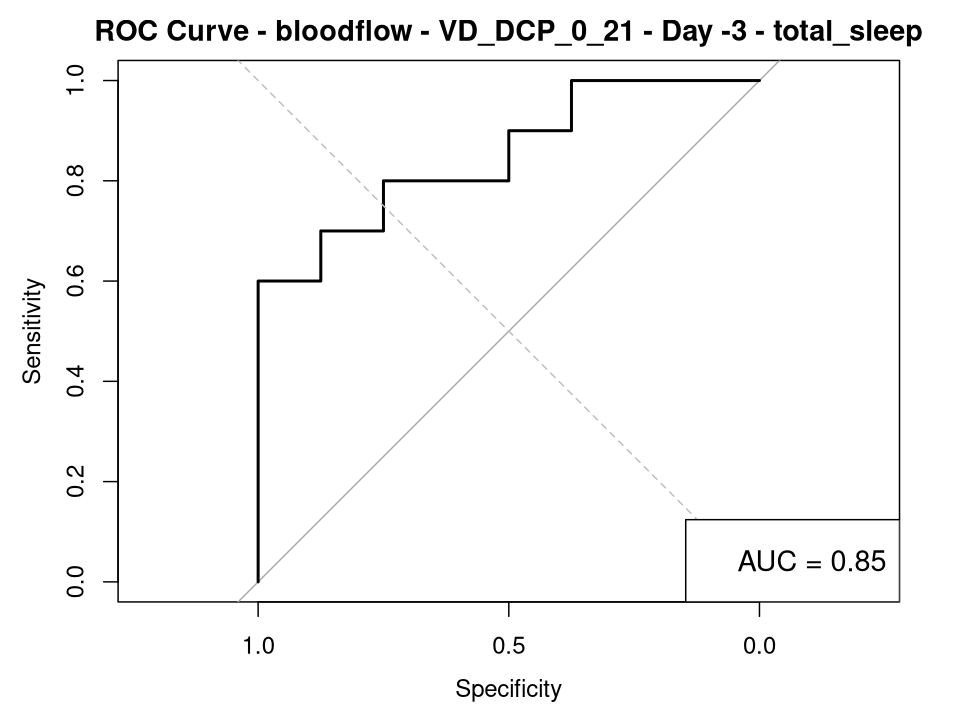 ROC Curve - bloodflow - VD_DCP_0_21 - Day -3 - total_sleep
1.0
0.8
0.6
0.4
0.2
0.0
Sensitivity
AUC = 0.85
1.0 0.5 0.0
Specificity